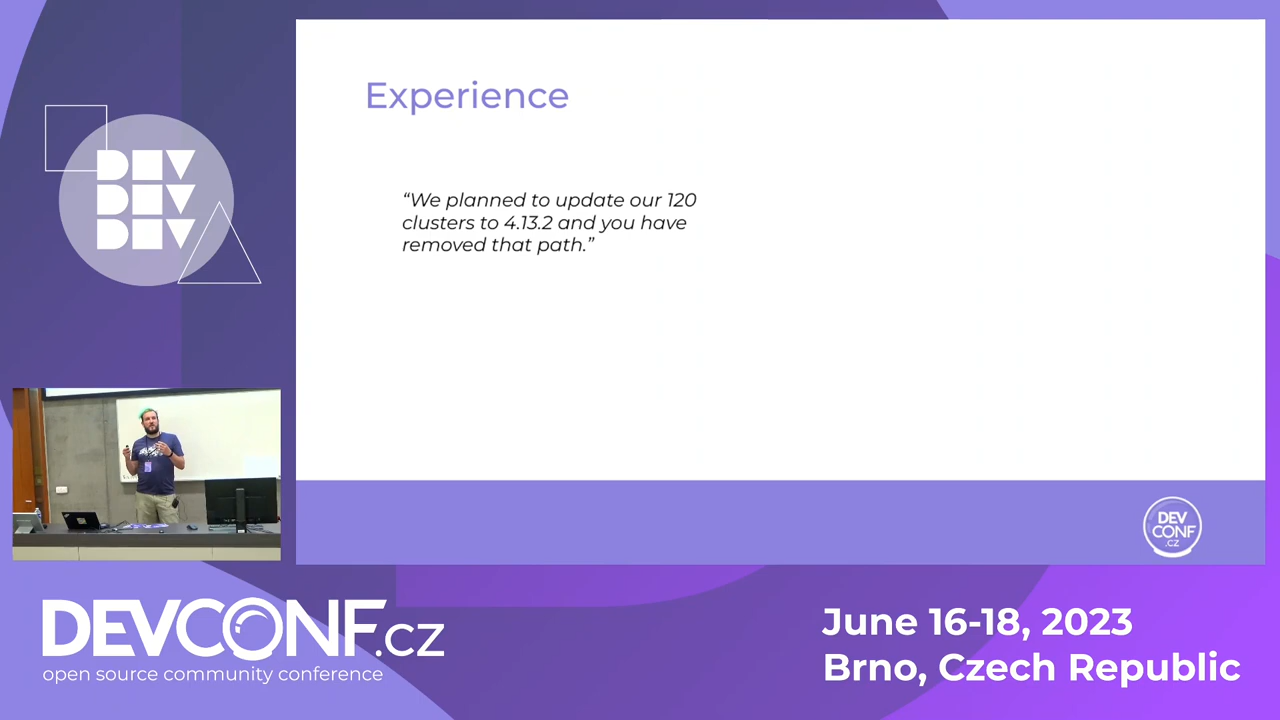 DEV
DEV
DEV
Experience
“We planned to update our 120
clusters to 4.13.2 and you have
removed that path.”
DEV
CONF
.CZ
DEVCONF.cz
open source community conference
June 16-18, 2023
Brno, Czech Republic